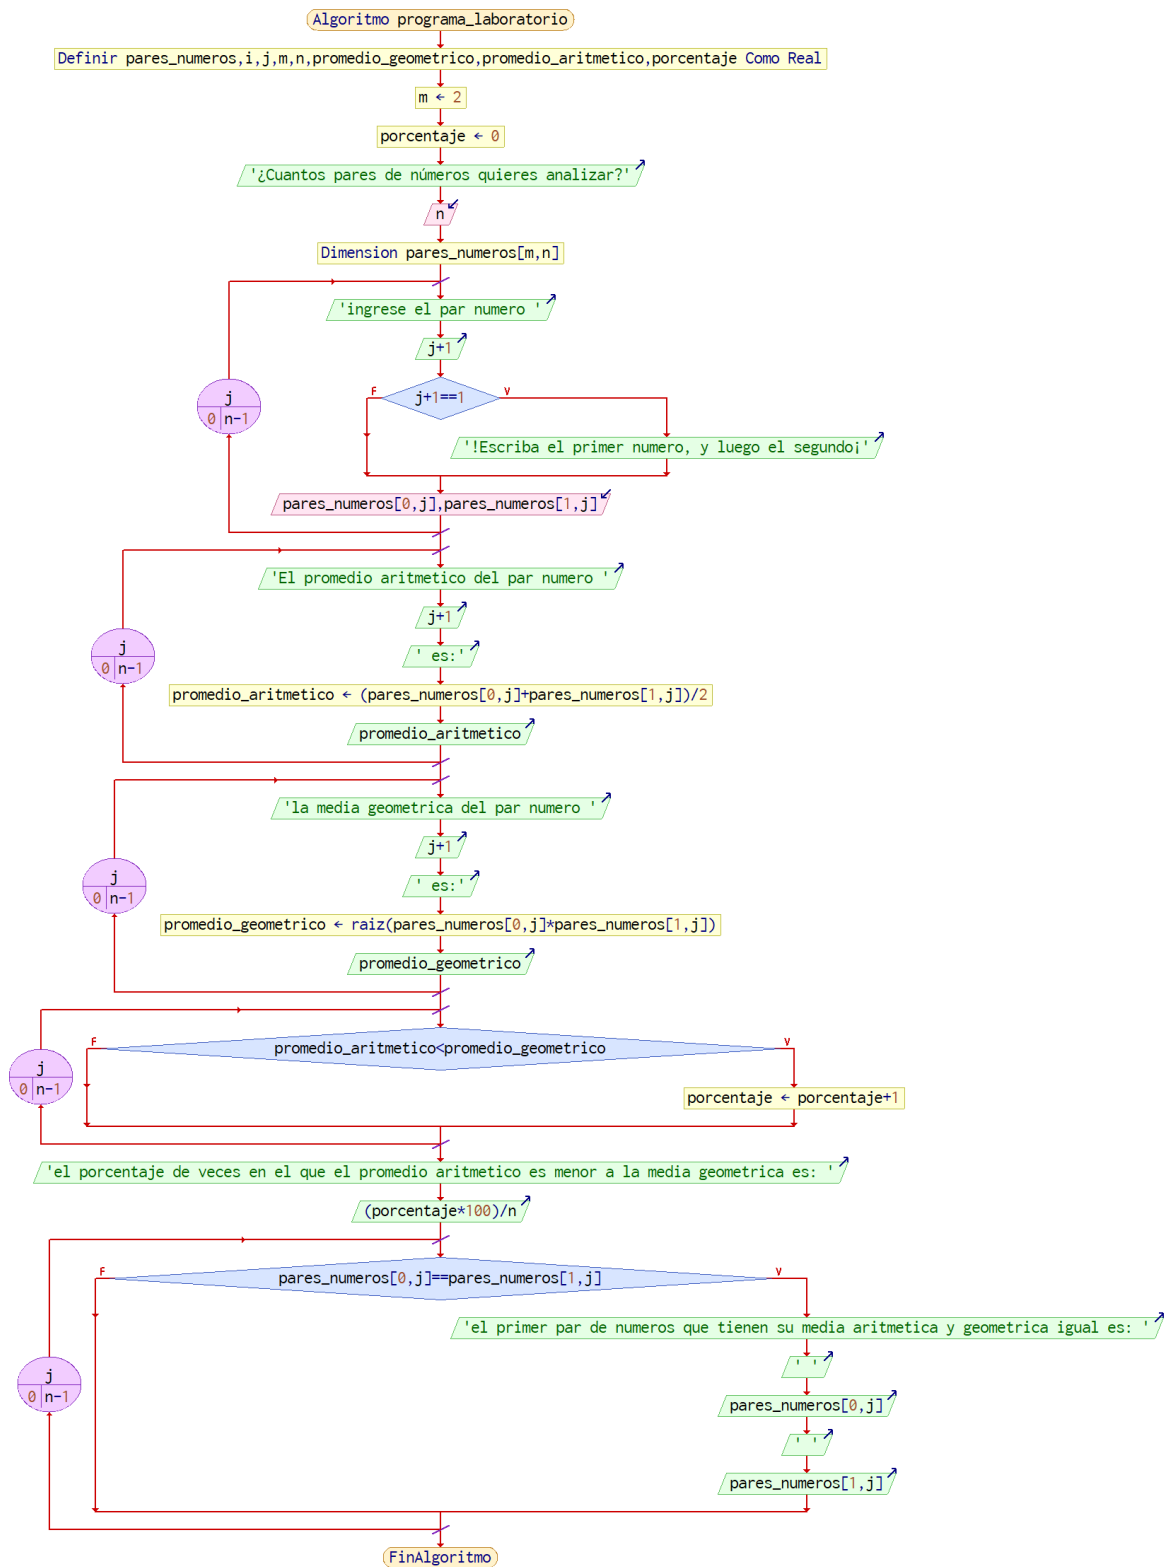 Algoritmo programa_laboratorio
Definir pares_numeros,i,j,m,n,promedio_geometrico,promedio_aritmetico,porcentaje Como Real
m ← 2
porcentaje ← 0
'¿Cuantos pares de números quieres analizar?'
n
Dimension pares_numeros[m,n]
'ingrese el par numero '
j+1
j
0 n-1
F
j+1==1
V
'!Escriba el primer numero, y luego el segundo¡'
pares_numeros[0,j],pares_numeros[1,j]
'El promedio aritmetico del par numero '
j+1
j
0 n-1
' es:'
promedio_aritmetico ← (pares_numeros[0,j]+pares_numeros[1,j])/2
promedio_aritmetico
'la media geometrica del par numero '
j+1
j
0 n-1
' es:'
promedio_geometrico ← raiz(pares_numeros[0,j]*pares_numeros[1,j])
promedio_geometrico
F
promedio_aritmetico<promedio_geometrico
V
j
0 n-1
porcentaje ← porcentaje+1
'el porcentaje de veces en el que el promedio aritmetico es menor a la media geometrica es: '
(porcentaje*100)/n
F
pares_numeros[0,j]==pares_numeros[1,j]
V
'el primer par de numeros que tienen su media aritmetica y geometrica igual es: '
' '
j
0 n-1
pares_numeros[0,j]
' '
pares_numeros[1,j]
FinAlgoritmo